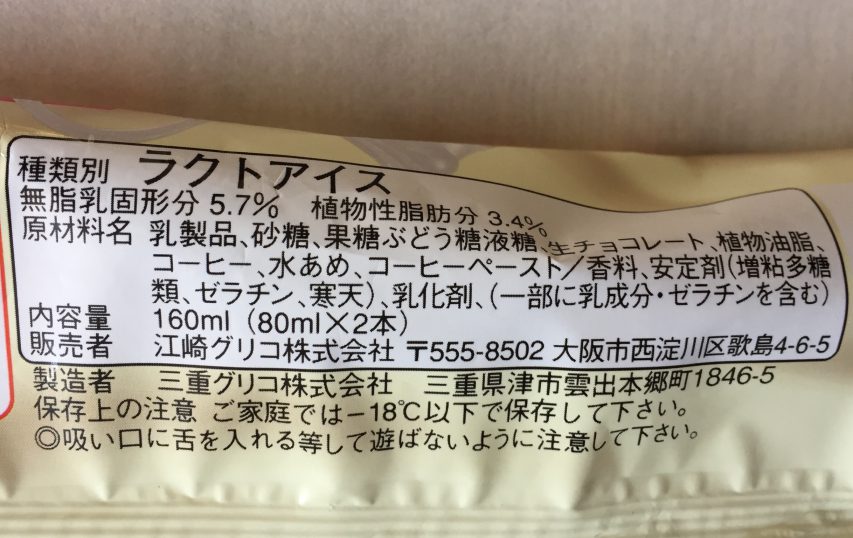 種類別 ラクトアイス
無脂乳固形分 5.7% 植物性脂肪分 3.4%
原材料名 乳製品、砂糖、果糖ぶどう糖液糖、生チョコレート、植物油脂、
コーヒー、水あめ、コーヒーペースト/香料、安定剤(増粘多糖
類、ゼラチン、寒天)、乳化剤、(一部に乳成分・ゼラチンを含む)
内容量 160ml (80ml×2本)
販売者 江崎グリコ株式会社 〒555-8502 大阪市西淀川区歌島4-6-5
製造者 三重グリコ株式会社 三重県津市雲出本郷町1846-5
保存上の注意 ご家庭では−18℃以下で保存して下さい。
◎吸い口に舌を入れる等して遊ばないように注意して下さい。